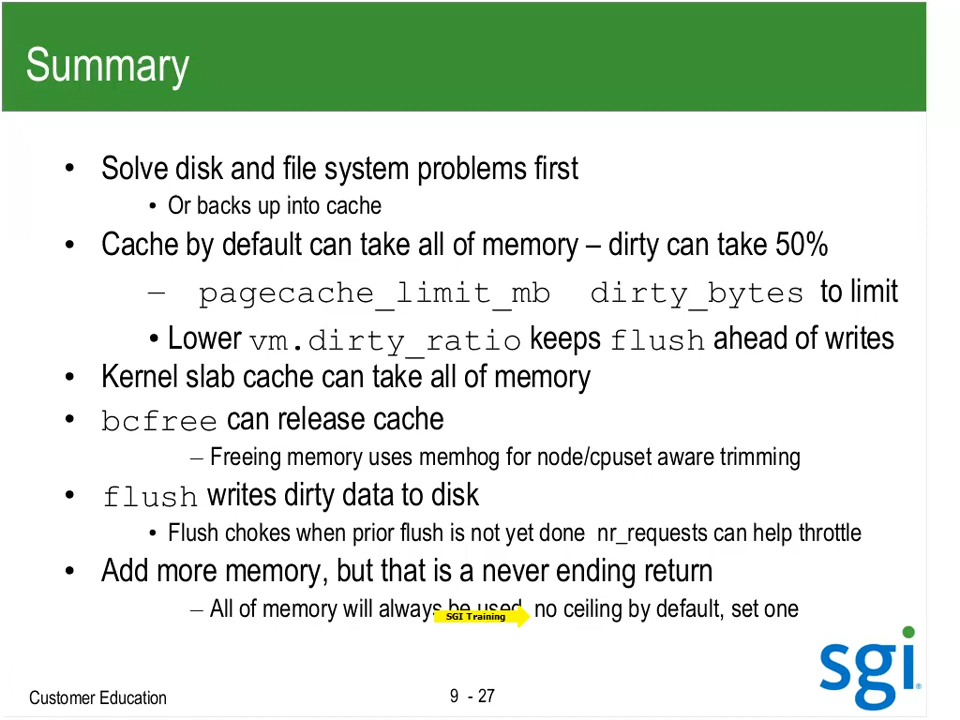 Summary
• Solve disk and file system problems first
• Or backs up into cache
• Cache by default can take all of memory – dirty can take 50%
– pagecache_limit_mb dirty_bytes to limit
• Lower vm.dirty_ratio keeps flush ahead of writes
• Kernel slab cache can take all of memory
• bcfree can release cache
– Freeing memory uses memhog for node/cpuset aware trimming
• flush writes dirty data to disk
• Flush chokes when prior flush is not yet done nr_requests can help throttle
• Add more memory, but that is a never ending return
– All of memory will always be used, no ceiling by default, set one
SGI Training
sgi®
Customer Education
9 - 27